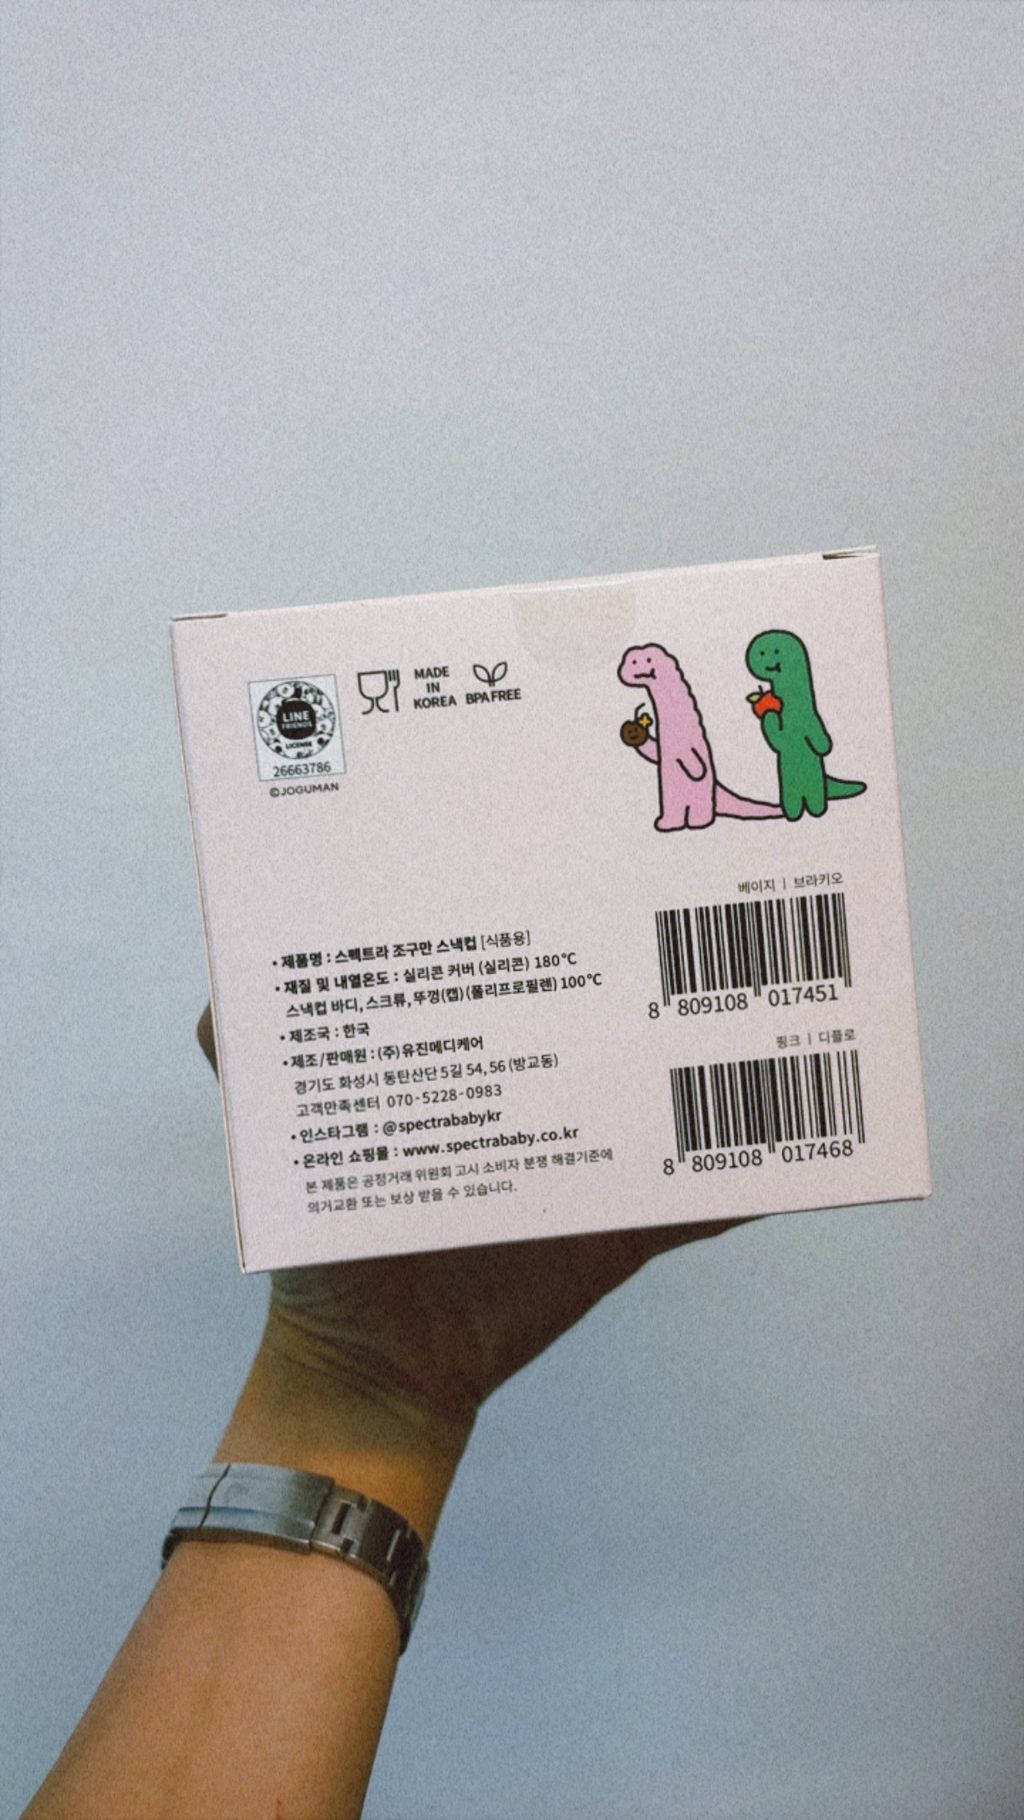 LINE
FRIENDS
LICENSE
26663786
©JOGUMAN
MADE
IN
KOREA
BPA FREE
• 제품명 : 스펙트라 조구만 스낵컵 [식품용]
• 재질 및 내열온도 : 실리콘 커버 (실리콘) 180℃
스낵컵 바디, 스크류, 뚜껑(캡) (폴리프로필렌) 100℃
• 제조국 : 한국
• 제조/판매원 : (주)유진메디케어
경기도 화성시 동탄산단 5길 54, 56 (방교동)
고객만족센터 070-5228-0983
• 인스타그램 : @spectrababykr
• 온라인 쇼핑몰 : www.spectrababy.co.kr
본 제품은 공정거래 위원회 고시 소비자 분쟁 해결기준에
의거교환 또는 보상 받을 수 있습니다.
베이지 | 브라키오
8 809108 017451
핑크 | 디플로
8 809108 017468